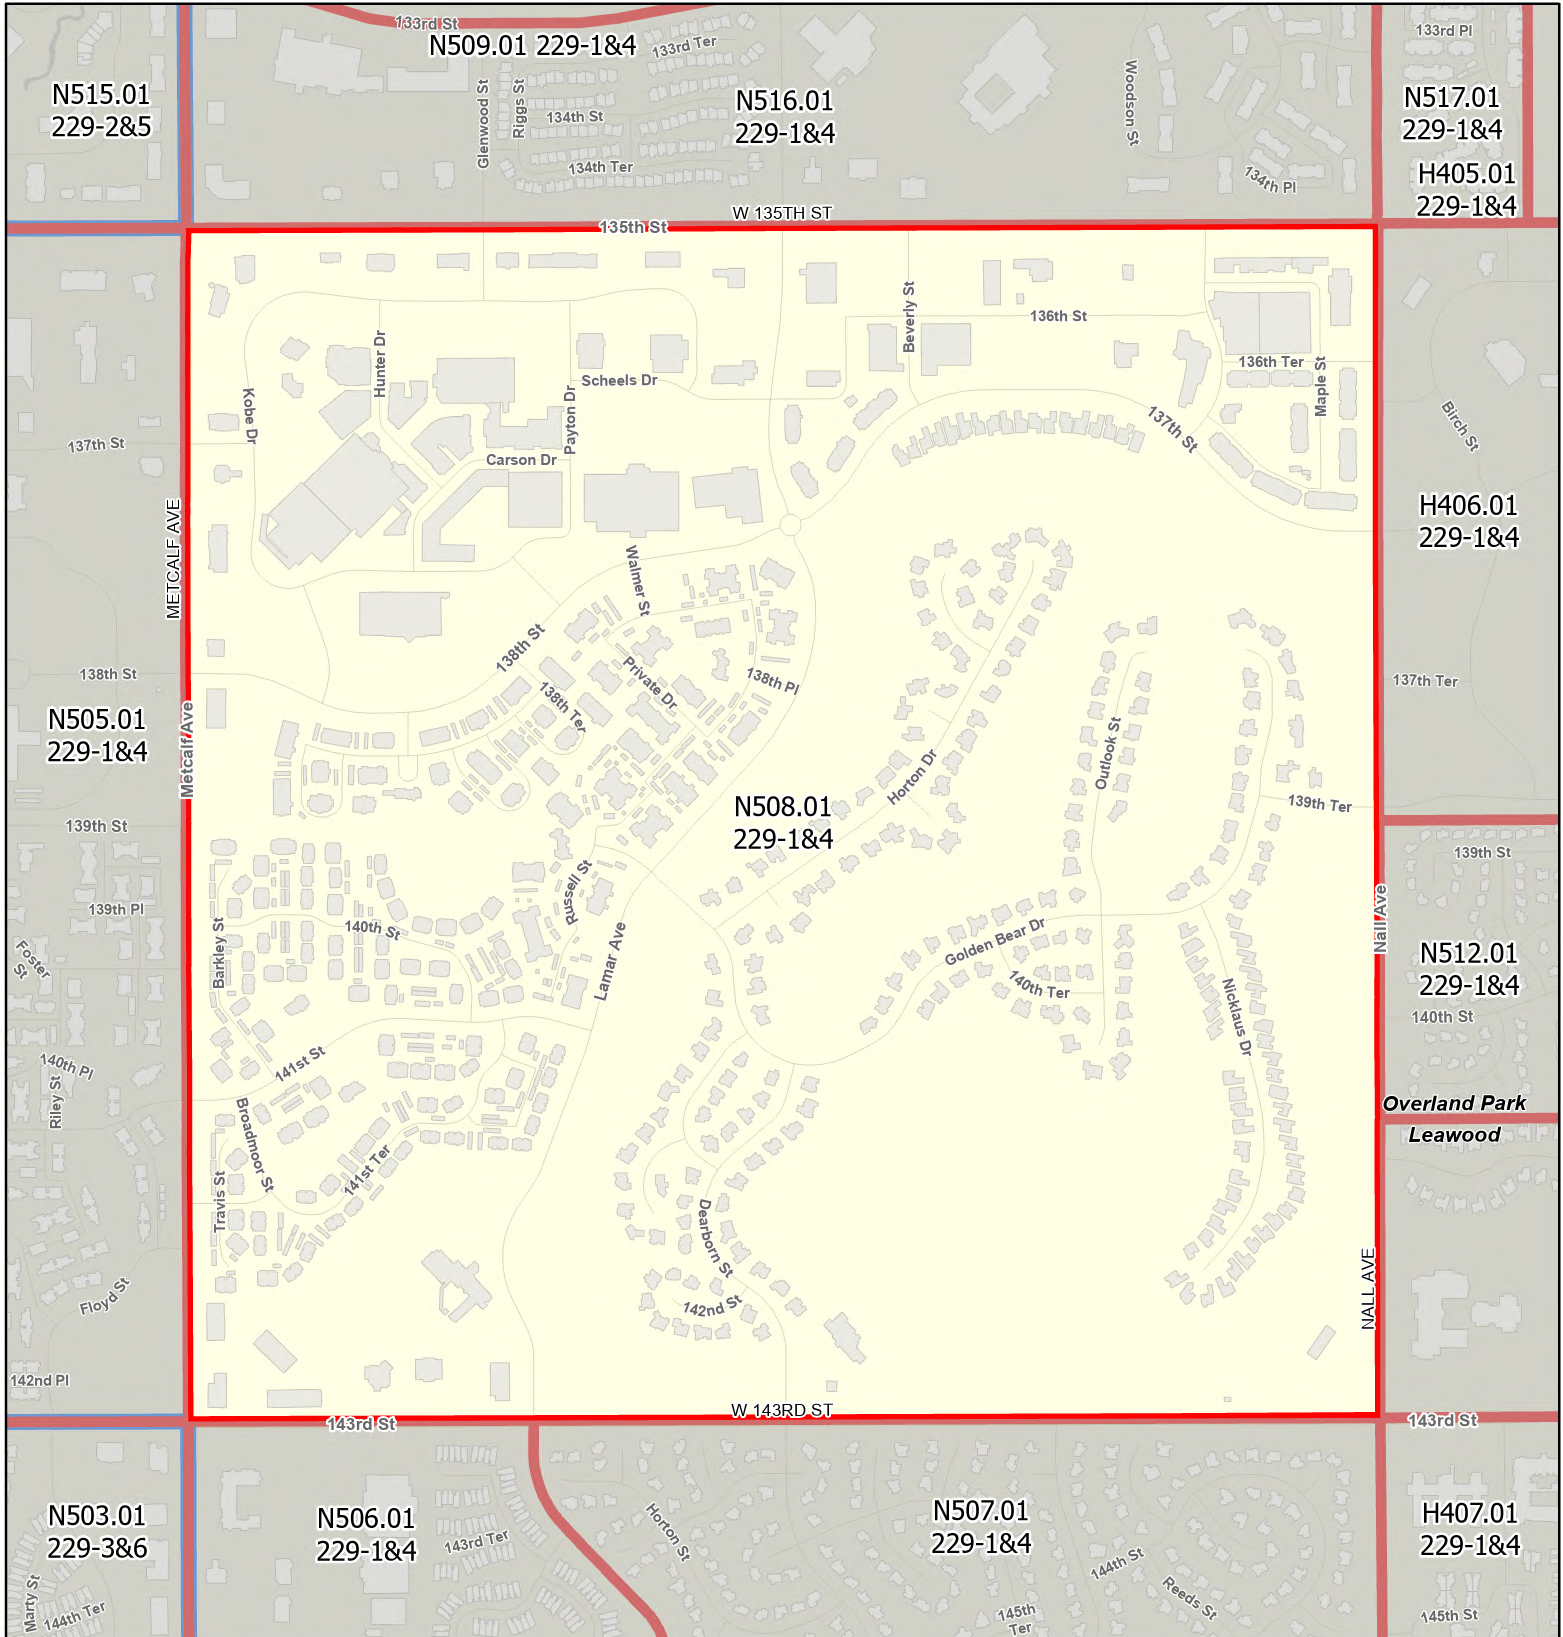 133rd St
N509.01 229-1&4
133rd Ter
133rd Pl
N515.01
229-2&5
Glenwood St
Riggs St
134th St
134th Ter
N516.01
229-1&4
Woodson St
134th Pl
N517.01
229-1&4
H405.01
229-1&4
W 135TH ST
135th St
Kobe Dr
Hunter Dr
Payton Dr
Scheels Dr
Carson Dr
Beverly St
136th St
136th Ter
Maple St
137th St
137th St
Birch St
METCALF AVE
H406.01
229-1&4
Walmer St
138th St
138th St
Private Dr
138th Ter
138th Pl
137th Ter
N505.01
229-1&4
Metcalf Ave
Horton Dr
Outlook St
N508.01
229-1&4
139th Ter
139th St
139th St
139th Pl
Foster
St
Barkley St
140th St
Russell St
Lamar Ave
Golden Bear Dr
140th Ter
Nicklaus Dr
Nall Ave
N512.01
229-1&4
140th St
140th Pl
Riley St
141st St
Broadmoor St
Travis St
141st Ter
Overland Park
Leawood
Dearborn St
142nd St
Floyd St
NALL AVE
142nd Pl
W 143RD ST
143rd St
143rd St
N503.01
229-3&6
Marty St
144th Ter
N506.01
229-1&4
143rd Ter
Horton St
N507.01
229-1&4
144th St
Reeds St
145th
Ter
H407.01
229-1&4
145th St